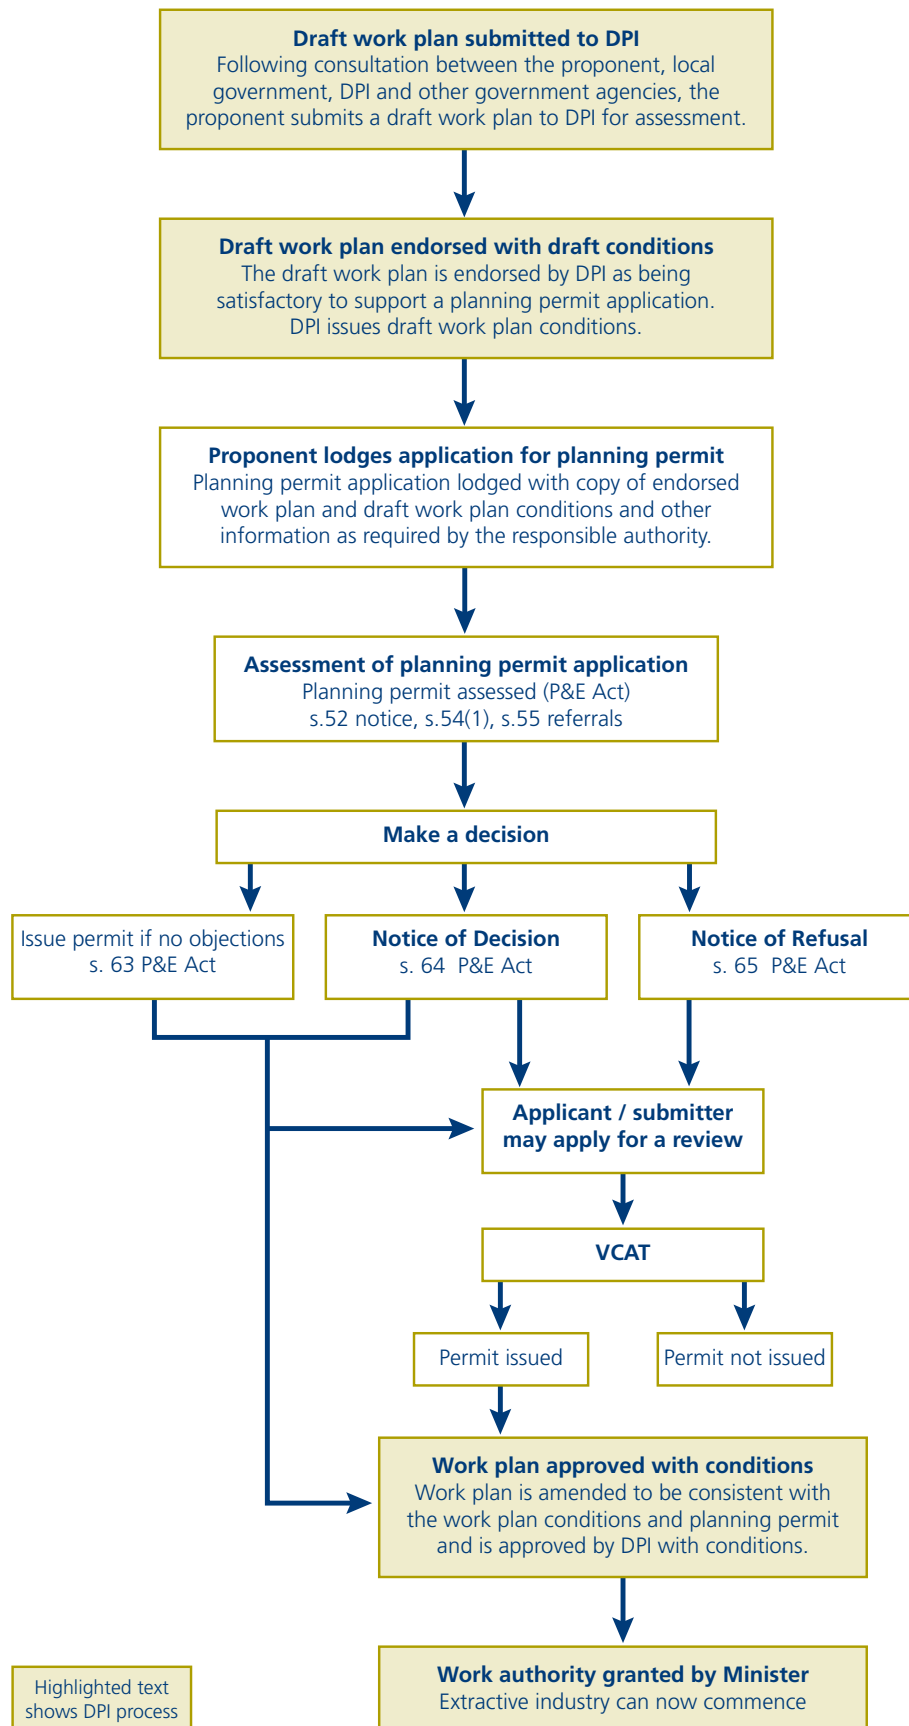 Draft work plan submitted to DPI
Following consultation between the proponent, local
government, DPI and other government agencies, the
proponent submits a draft work plan to DPI for assessment.
Draft work plan endorsed with draft conditions
The draft work plan is endorsed by DPI as being
satisfactory to support a planning permit application.
DPI issues draft work plan conditions.
Proponent lodges application for planning permit
Planning permit application lodged with copy of endorsed
work plan and draft work plan conditions and other
information as required by the responsible authority.
Assessment of planning permit application
Planning permit assessed (P&E Act)
s.52 notice, s.54(1), s.55 referrals
Make a decision
Issue permit if no objections
s. 63 P&E Act
Notice of Decision
s. 64 P&E Act
Notice of Refusal
s. 65 P&E Act
Applicant / submitter
may apply for a review
VCAT
Permit issued
Permit not issued
Work plan approved with conditions
Work plan is amended to be consistent with
the work plan conditions and planning permit
and is approved by DPI with conditions.
Work authority granted by Minister
Extractive industry can now commence
Highlighted text
shows DPI process